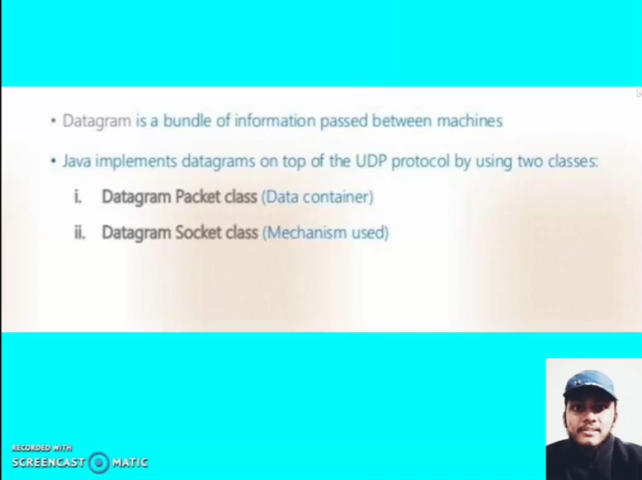 • Datagram is a bundle of information passed between machines
• Java implements datagrams on top of the UDP protocol by using two classes:
i. Datagram Packet class (Data container)
ii. Datagram Socket class (Mechanism used)
RECORDED WITH
SCREENCAST MATIC